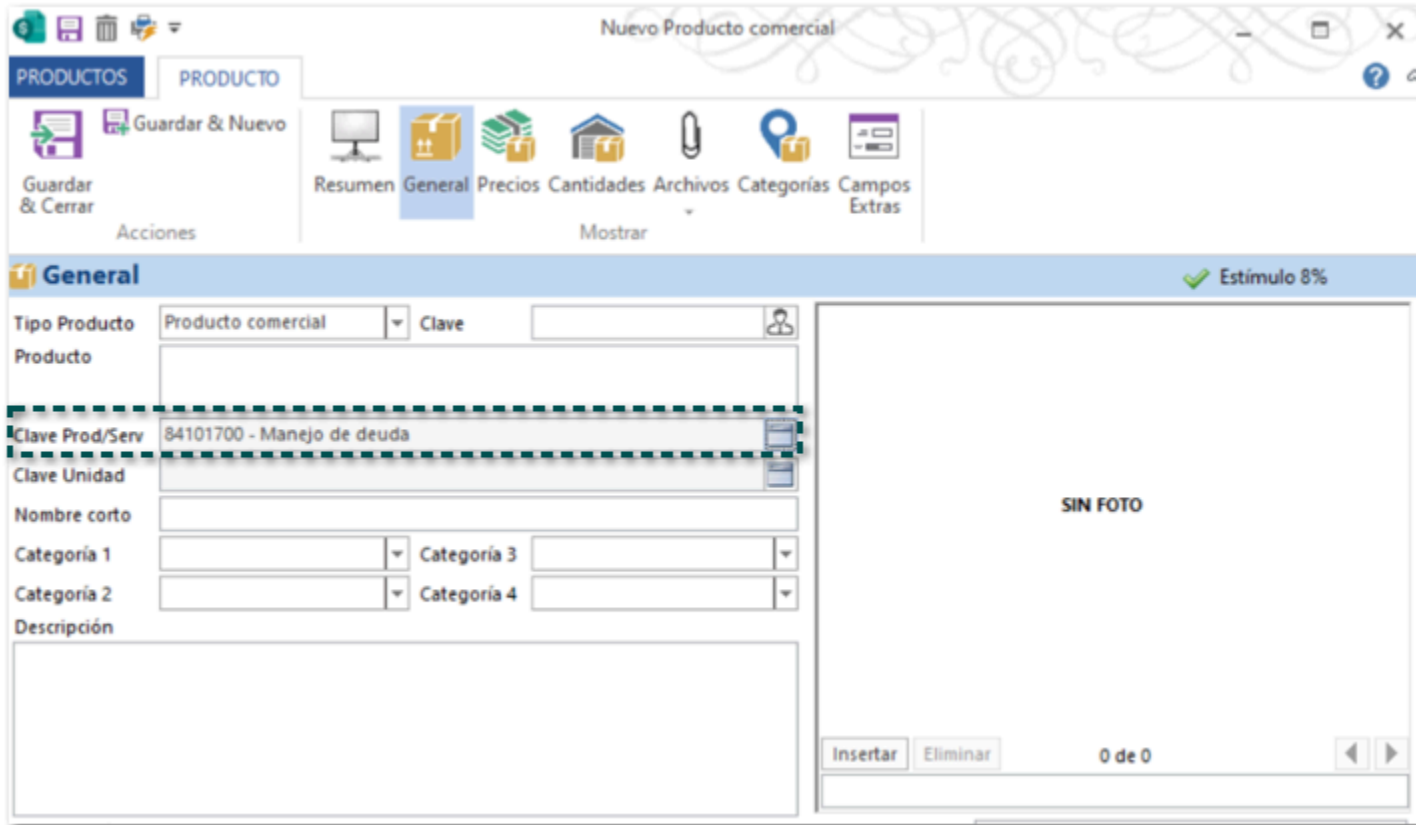 Nuevo Producto comercial
PRODUCTOS PRODUCTO
Guardar & Cerrar
Guardar & Nuevo
Resumen General Precios Cantidades Archivos Categorías Campos Extras
Acciones Mostrar
General Estímulo 8%
Tipo Producto Producto comercial Clave
Producto
Clave Prod/Serv 84101700 - Manejo de deuda
Clave Unidad
Nombre corto
Categoría 1 Categoría 3
Categoría 2 Categoría 4
Descripción
SIN FOTO
Insertar Eliminar 0 de 0